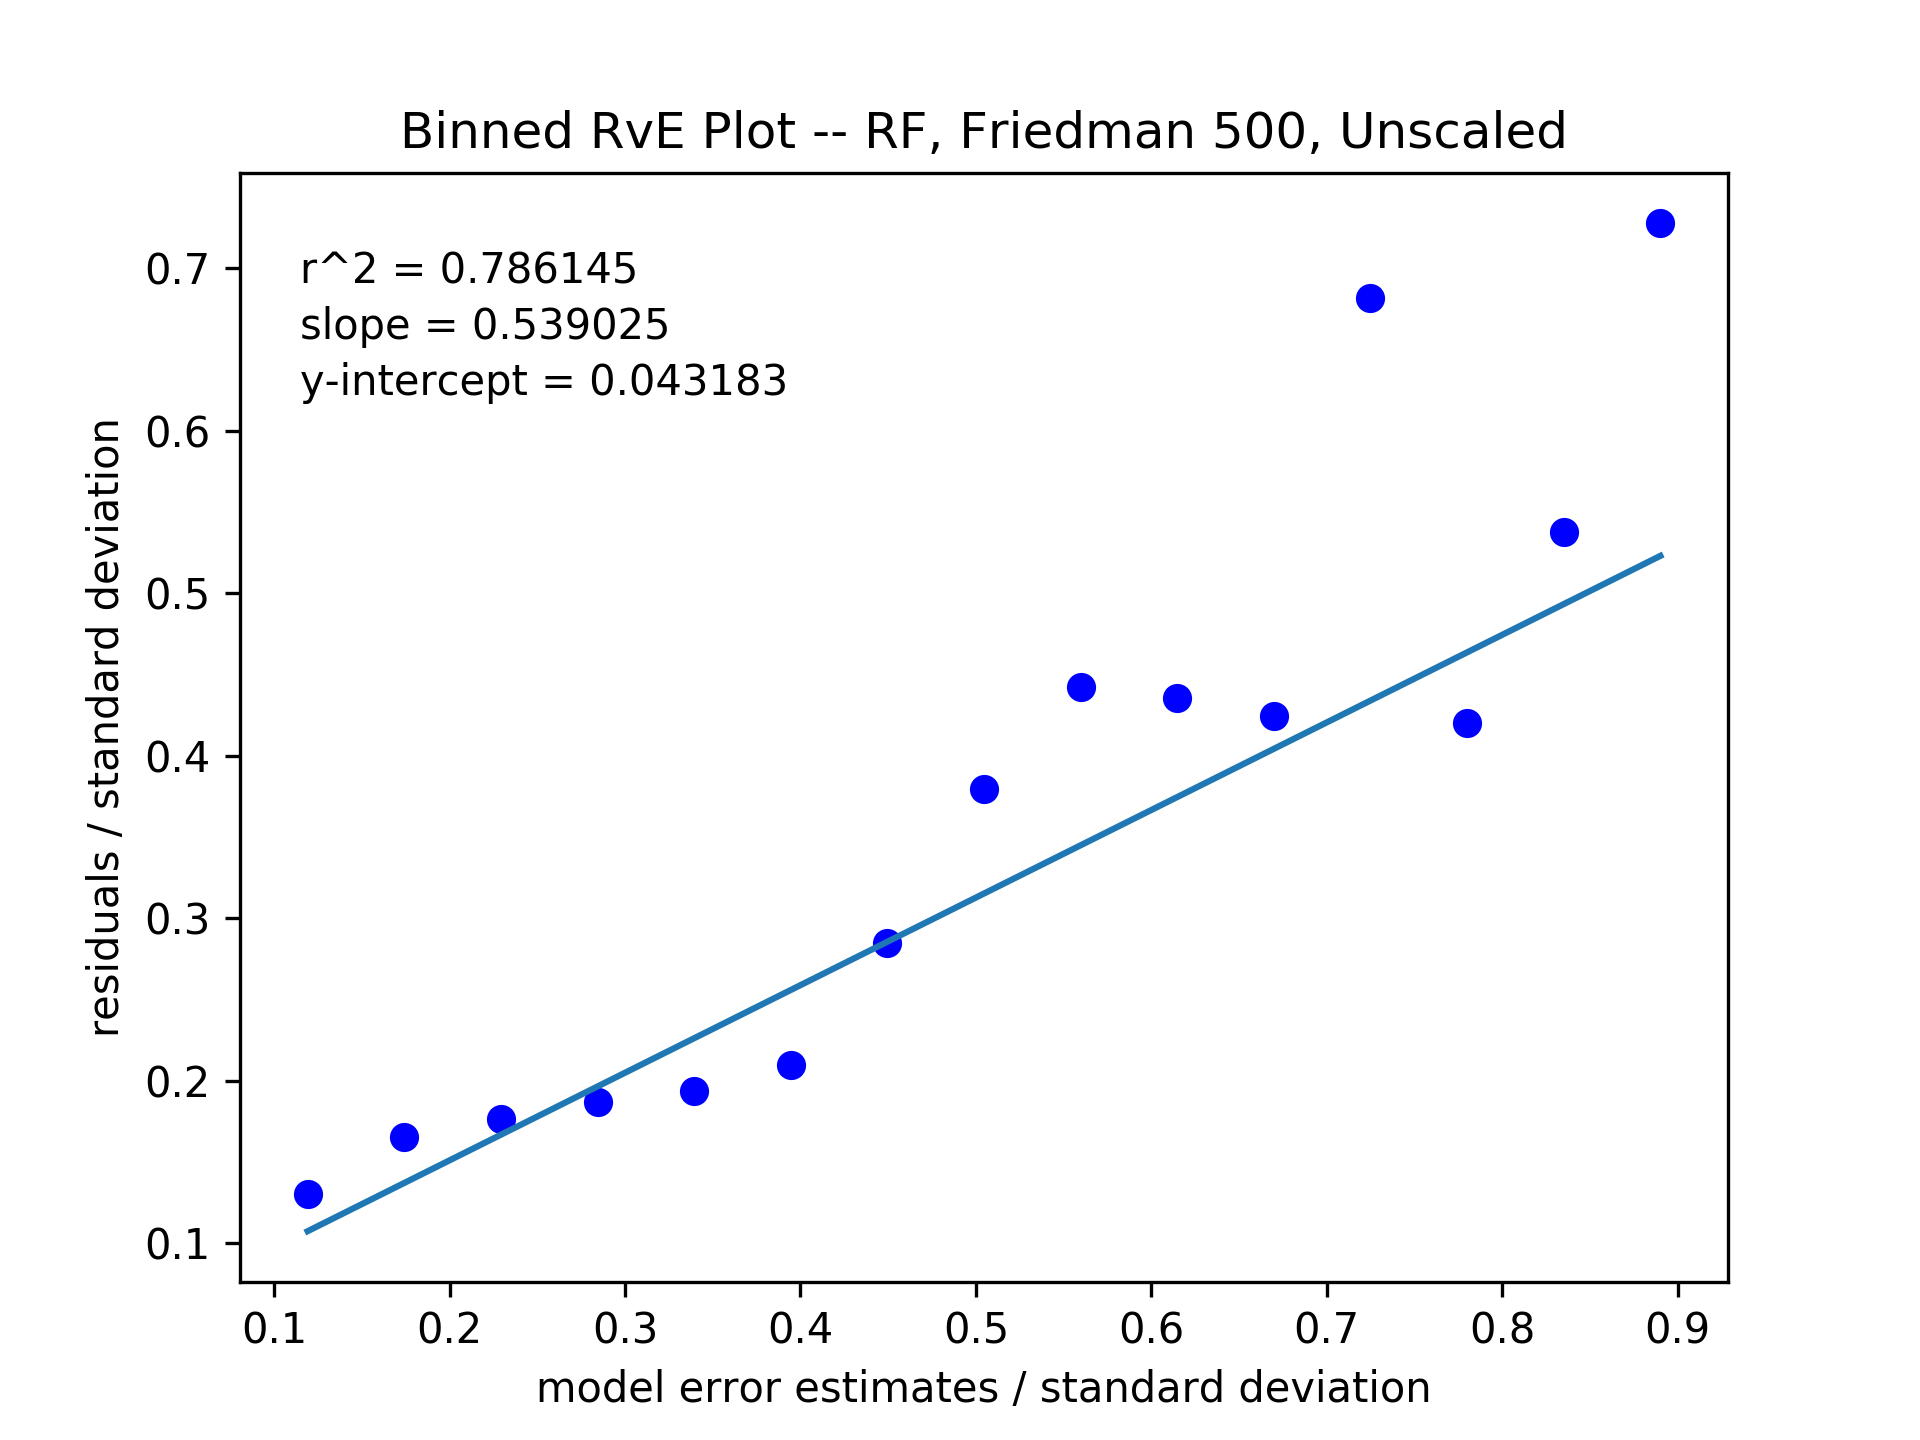 Binned RvE Plot -- RF, Friedman 500, Unscaled
r^2 = 0.786145
slope = 0.539025
y-intercept = 0.043183
residuals / standard deviation
0.7
0.6
0.5
0.4
0.3
0.2
0.1
0.1 0.2 0.3 0.4 0.5 0.6 0.7 0.8 0.9
model error estimates / standard deviation